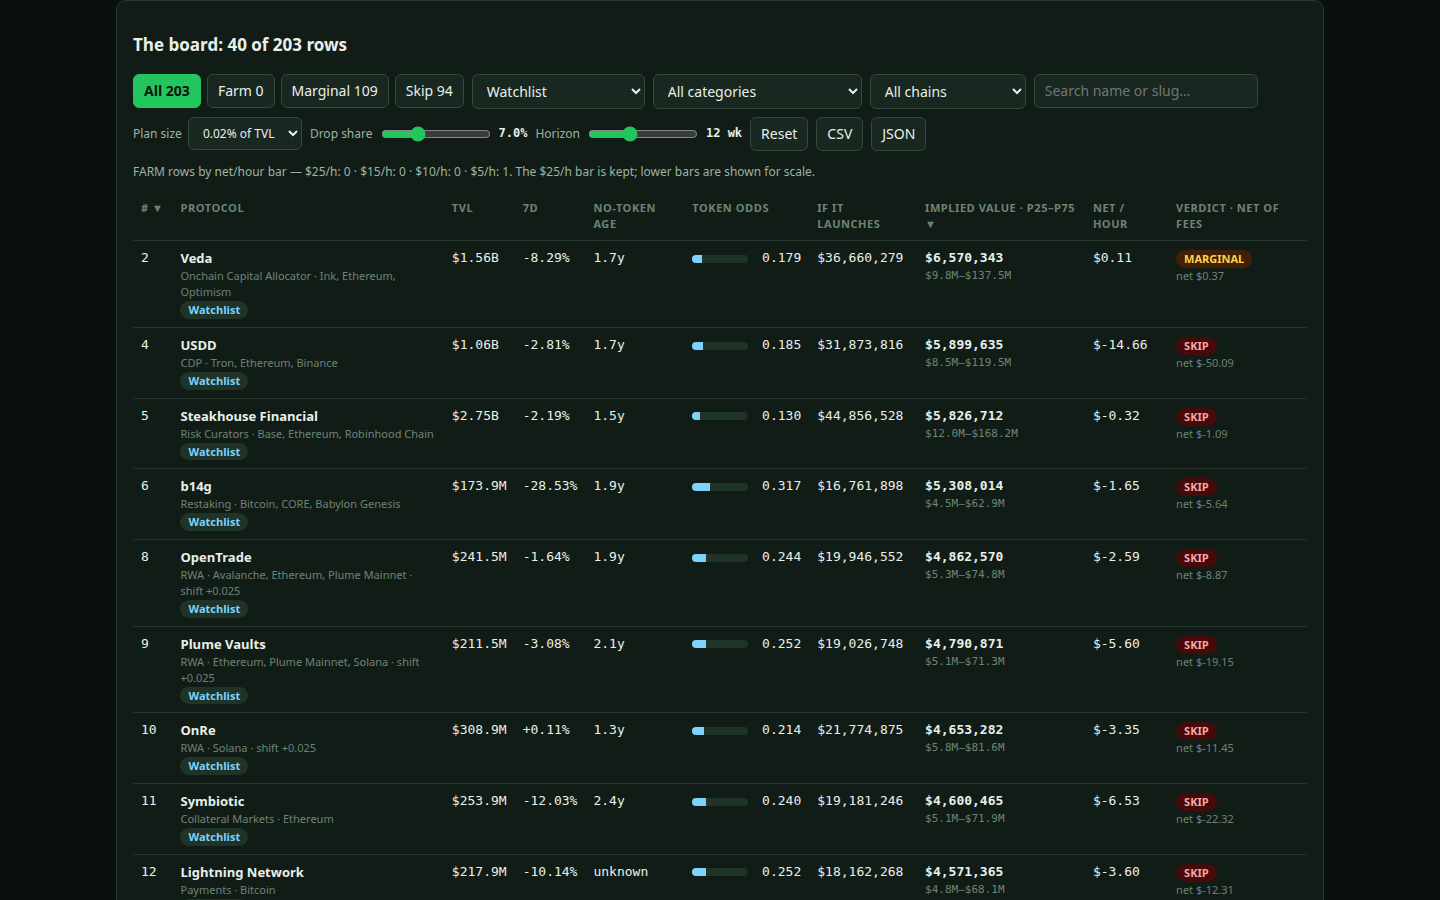 The board: 40 of 203 rows
All 203 Farm 0 Marginal 109 Skip 94 Watchlist All categories All chains Search name or slug...
Plan size 0.02% of TVL Drop share 7.0% Horizon 12 wk Reset CSV JSON
FARM rows by net/hour bar — $25/h: 0 · $15/h: 0 · $10/h: 0 · $5/h: 1. The $25/h bar is kept; lower bars are shown for scale.
# ▼ PROTOCOL TVL 7D NO-TOKEN AGE TOKEN ODDS IF IT LAUNCHES IMPLIED VALUE · P25–P75 ▼ NET / HOUR VERDICT · NET OF FEES
2 Veda $1.56B -8.29% 1.7y 0.179 $36,660,279 $6,570,343 $0.11 MARGINAL
Onchain Capital Allocator · Ink, Ethereum, $9.8M–$137.5M net $0.37
Optimism
Watchlist
4 USDD $1.06B -2.81% 1.7y 0.185 $31,873,816 $5,899,635 $-14.66 SKIP
CDP · Tron, Ethereum, Binance $8.5M–$119.5M net $-50.09
Watchlist
5 Steakhouse Financial $2.75B -2.19% 1.5y 0.130 $44,856,528 $5,826,712 $-0.32 SKIP
Risk Curators · Base, Ethereum, Robinhood Chain $12.0M–$168.2M net $-1.09
Watchlist
6 b14g $173.9M -28.53% 1.9y 0.317 $16,761,898 $5,308,014 $-1.65 SKIP
Restaking · Bitcoin, CORE, Babylon Genesis $4.5M–$62.9M net $-5.64
Watchlist
8 OpenTrade $241.5M -1.64% 1.9y 0.244 $19,946,552 $4,862,570 $-2.59 SKIP
RWA · Avalanche, Ethereum, Plume Mainnet · $5.3M–$74.8M net $-8.87
shift +0.025
Watchlist
9 Plume Vaults $211.5M -3.08% 2.1y 0.252 $19,026,748 $4,790,871 $-5.60 SKIP
RWA · Ethereum, Plume Mainnet, Solana · shift $5.1M–$71.3M net $-19.15
+0.025
Watchlist
10 OnRe $308.9M +0.11% 1.3y 0.214 $21,774,875 $4,653,282 $-3.35 SKIP
RWA · Solana · shift +0.025 $5.8M–$81.6M net $-11.45
Watchlist
11 Symbiotic $253.9M -12.03% 2.4y 0.240 $19,181,246 $4,600,465 $-6.53 SKIP
Collateral Markets · Ethereum $5.1M–$71.9M net $-22.32
Watchlist
12 Lightning Network $217.9M -10.14% unknown 0.252 $18,162,268 $4,571,365 $-3.60 SKIP
Payments · Bitcoin $4.8M–$68.1M net $-12.31